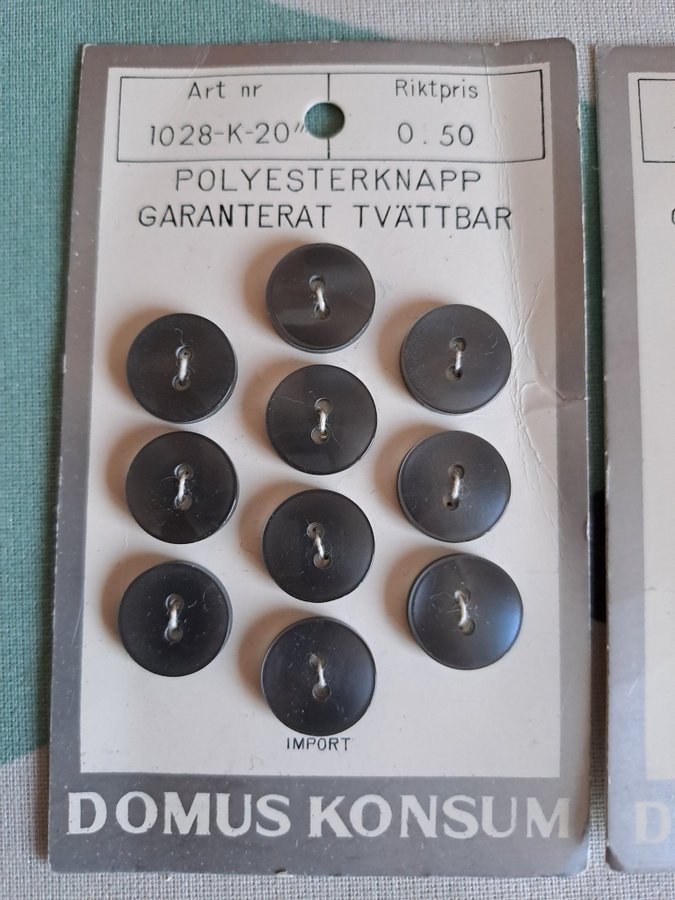 Art nr
Riktpris
1028-K-20"
0.50
POLYESTERKNAPP
GARANTERAT TVÄTTBAR
IMPORT
DOMUS KONSUM
D